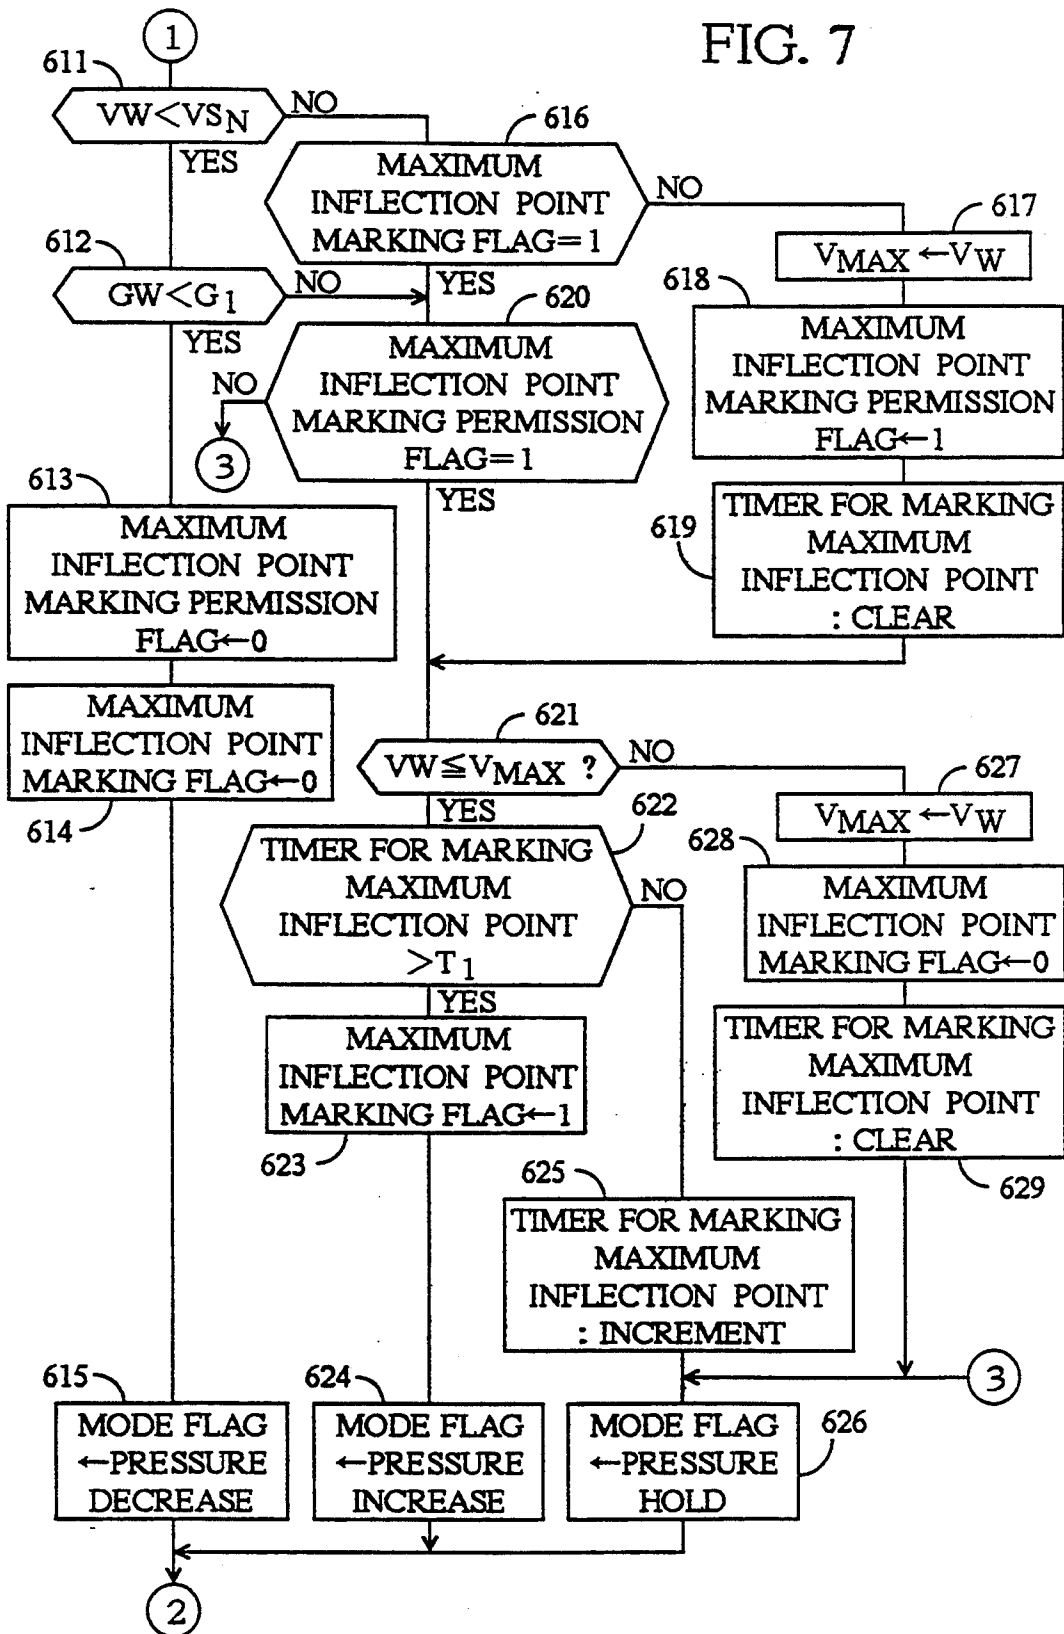 FIG. 7
1
611
VW<VSN
NO
YES
616
MAXIMUM
INFLECTION POINT
MARKING FLAG=1
NO
YES
617
VMAX←VW
612
GW<G1
NO
YES
618
MAXIMUM
INFLECTION POINT
MARKING PERMISSION
FLAG←1
620
MAXIMUM
INFLECTION POINT
MARKING PERMISSION
FLAG=1
NO
3
YES
619
TIMER FOR MARKING
MAXIMUM
INFLECTION POINT
: CLEAR
613
MAXIMUM
INFLECTION POINT
MARKING PERMISSION
FLAG←0
MAXIMUM
INFLECTION POINT
MARKING FLAG←0
614
621
VW≦VMAX ?
NO
YES
627
VMAX←VW
622
TIMER FOR MARKING
MAXIMUM
INFLECTION POINT
>T1
NO
YES
628
MAXIMUM
INFLECTION POINT
MARKING FLAG←0
MAXIMUM
INFLECTION POINT
MARKING FLAG←1
623
TIMER FOR MARKING
MAXIMUM
INFLECTION POINT
: CLEAR
629
625
TIMER FOR MARKING
MAXIMUM
INFLECTION POINT
: INCREMENT
3
615
MODE FLAG
←PRESSURE
DECREASE
624
MODE FLAG
←PRESSURE
INCREASE
MODE FLAG
←PRESSURE
HOLD
626
2